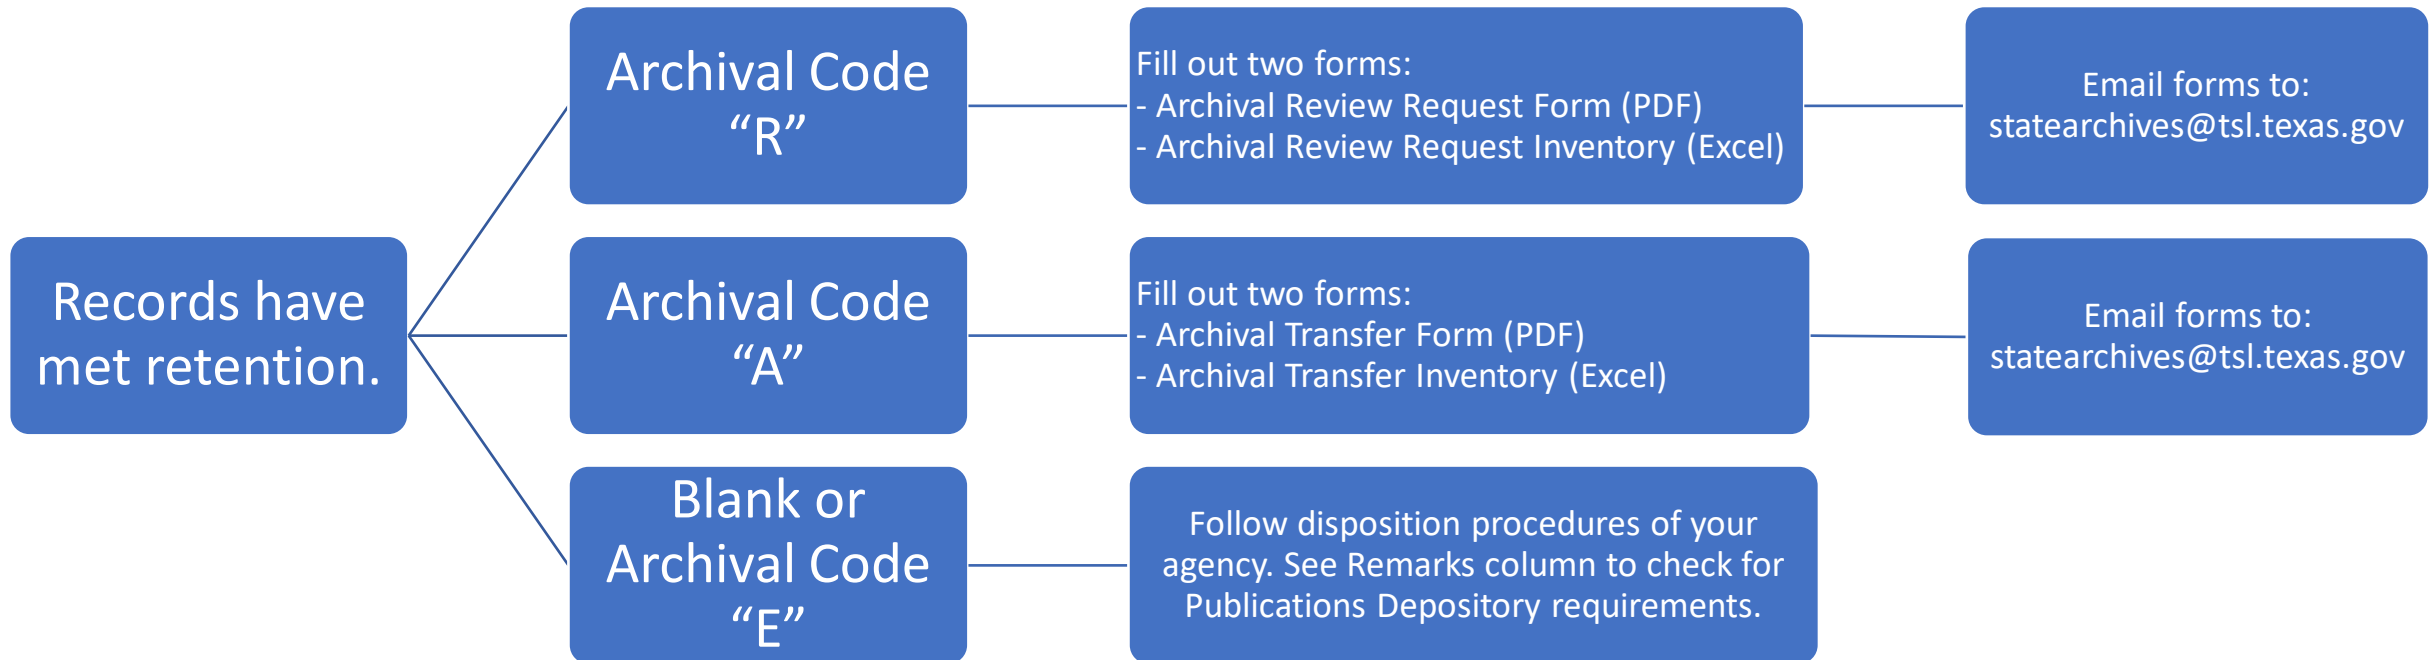 Records have
met retention.
Archival Code
“R”
Fill out two forms:
- Archival Review Request Form (PDF)
- Archival Review Request Inventory (Excel)
Email forms to:
statearchives@tsl.texas.gov
Archival Code
“A”
Fill out two forms:
- Archival Transfer Form (PDF)
- Archival Transfer Inventory (Excel)
Email forms to:
statearchives@tsl.texas.gov
Blank or
Archival Code
“E”
Follow disposition procedures of your
agency. See Remarks column to check for
Publications Depository requirements.